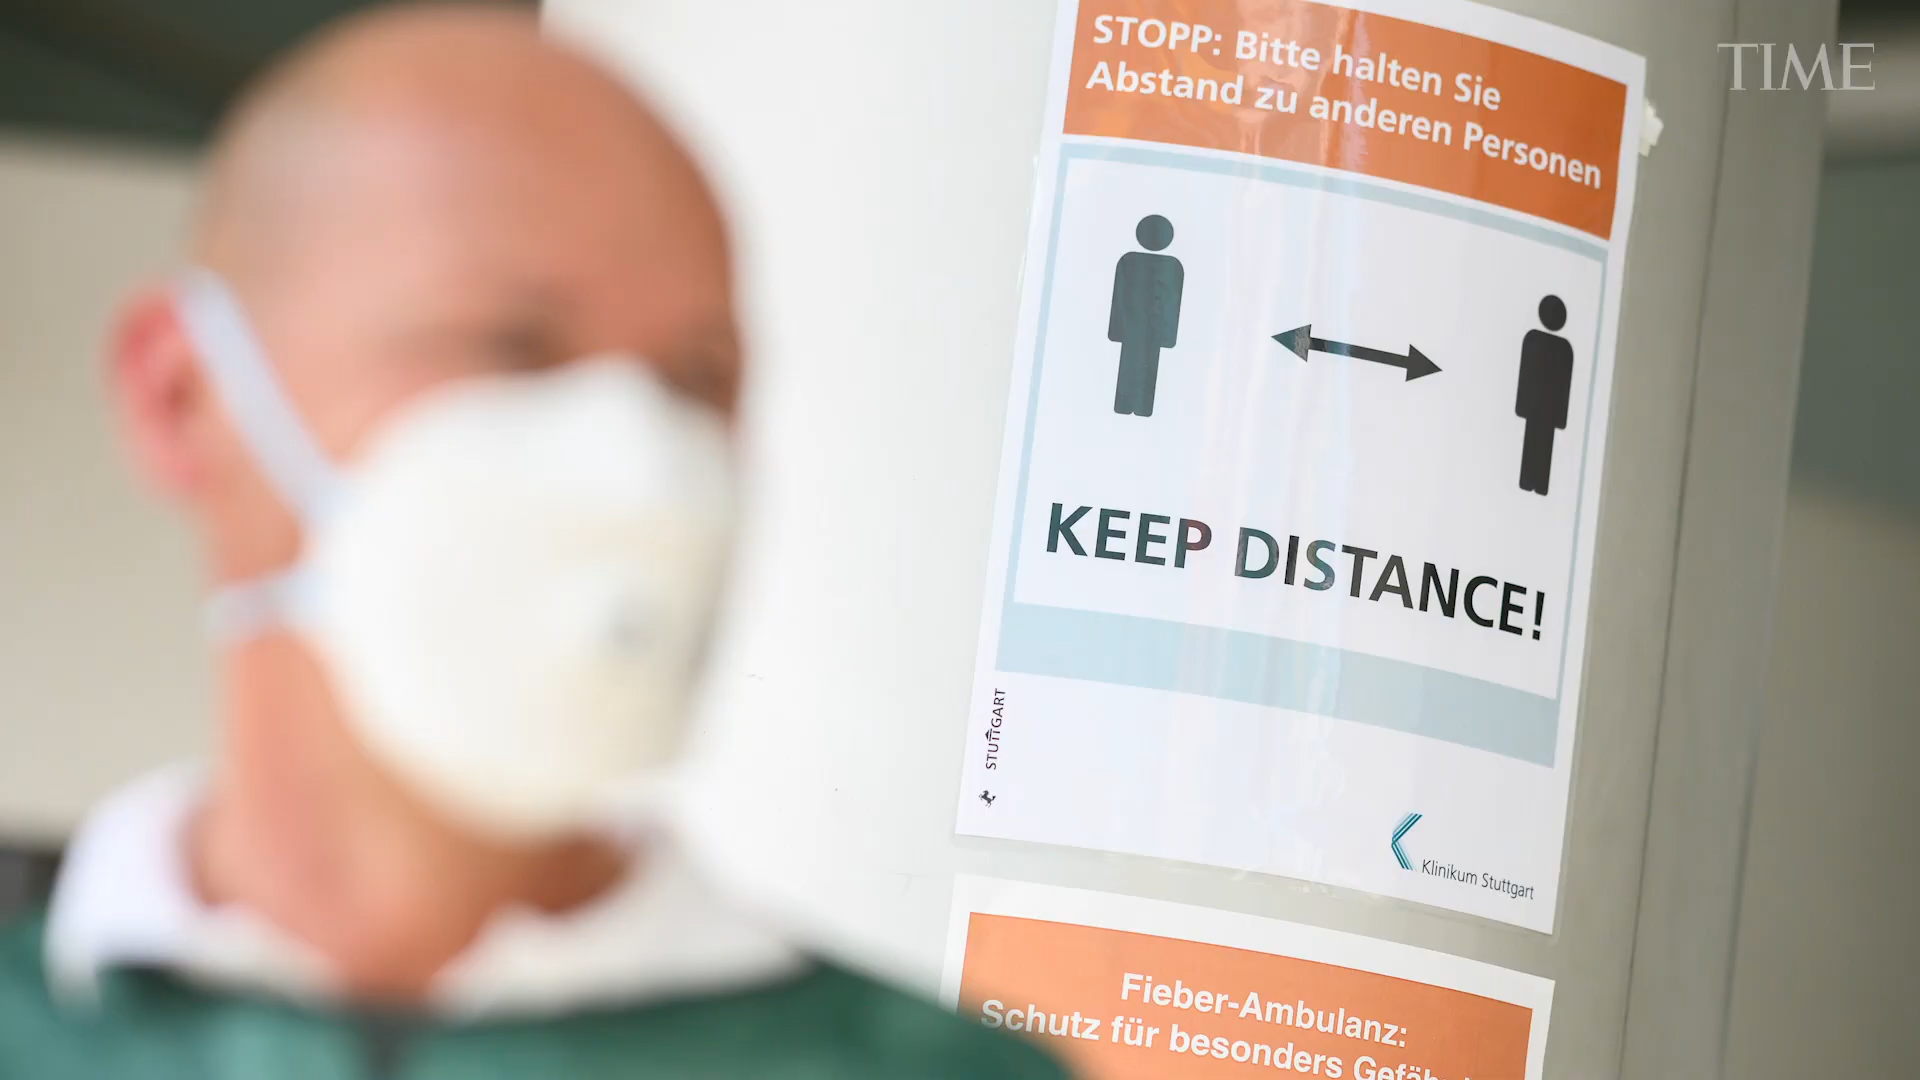 STOPP: Bitte halten Sie
Abstand zu anderen Personen
TIME
KEEP DISTANCE!
STUTTGART
Klinikum Stuttgart
Fieber-Ambulanz:
Schutz für besonders